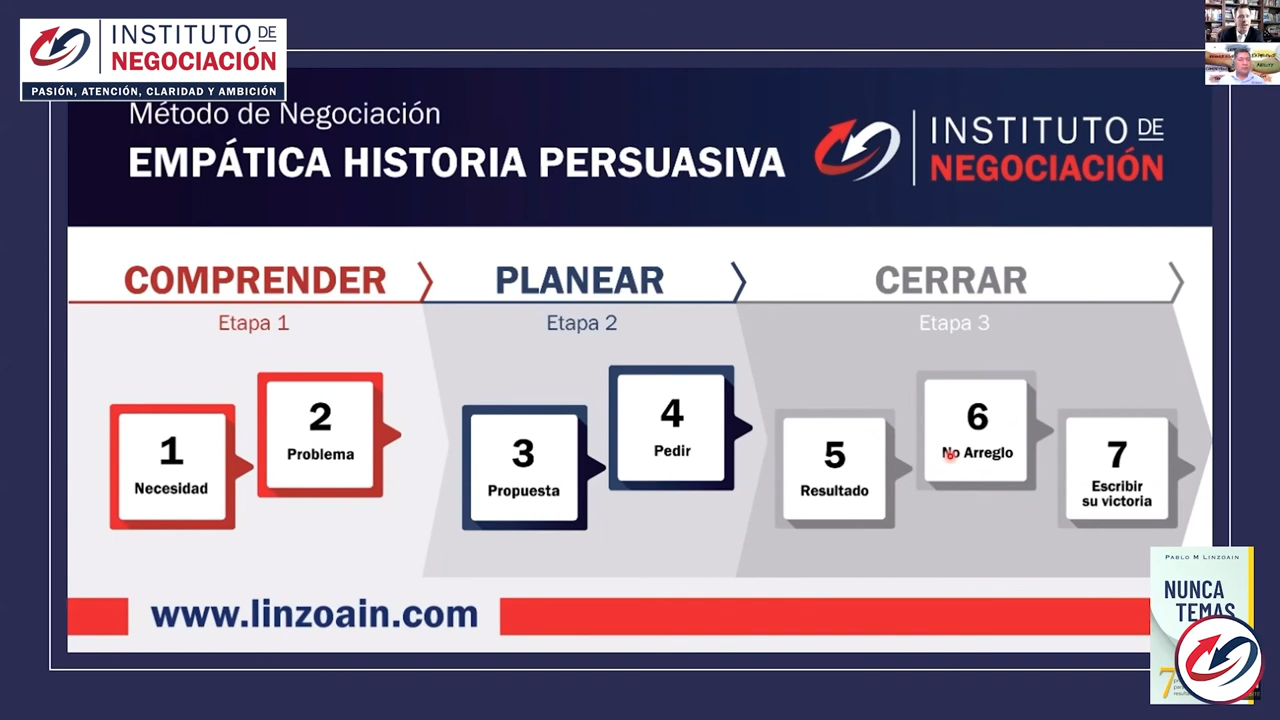 INSTITUTO DE
NEGOCIACIÓN
PASIÓN, ATENCIÓN, CLARIDAD Y AMBICIÓN
Método de Negociación
EMPÁTICA HISTORIA PERSUASIVA
INSTITUTO DE
NEGOCIACIÓN
COMPRENDER
PLANEAR
CERRAR
Etapa 1
Etapa 2
Etapa 3
1
Necesidad
2
Problema
3
Propuesta
4
Pedir
5
Resultado
6
No Arreglo
7
Escribir
su victoria
www.linzoain.com
PABLO M LINZOAIN
NUNCA
TEMAS
7